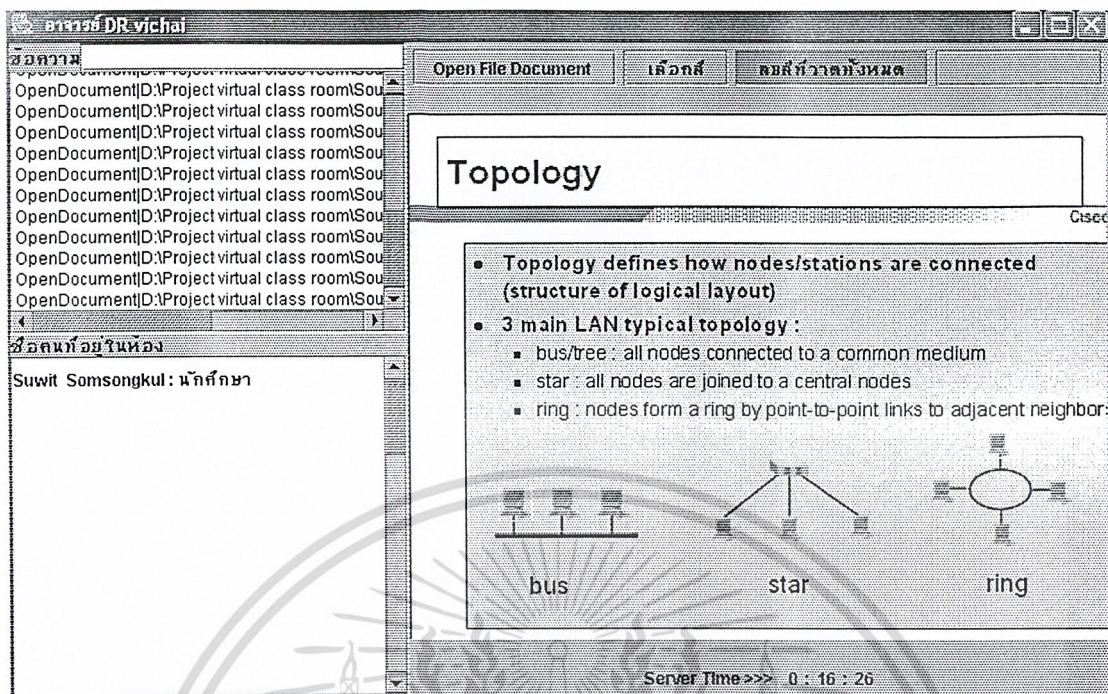 อาจารย์ DR vichai
ข้อความ
OpenDocument|D:\Project virtual class room\Sou
OpenDocument|D:\Project virtual class room\Sou
OpenDocument|D:\Project virtual class room\Sou
OpenDocument|D:\Project virtual class room\Sou
OpenDocument|D:\Project virtual class room\Sou
OpenDocument|D:\Project virtual class room\Sou
OpenDocument|D:\Project virtual class room\Sou
OpenDocument|D:\Project virtual class room\Sou
OpenDocument|D:\Project virtual class room\Sou
OpenDocument|D:\Project virtual class room\Sou
OpenDocument|D:\Project virtual class room\Sou
OpenDocument|D:\Project virtual class room\Sou
ชื่อคนที่อยู่ในห้อง
Suwit Somsongkul : นักศึกษา
Open File Document
เลือกสี
ลบสีที่วาดทั้งหมด
Topology
Cisco
• Topology defines how nodes/stations are connected
(structure of logical layout)
• 3 main LAN typical topology :
▪ bus/tree : all nodes connected to a common medium
▪ star : all nodes are joined to a central nodes
▪ ring : nodes form a ring by point-to-point links to adjacent neighbor
bus star ring
Server Time >>> 0 : 16 : 26